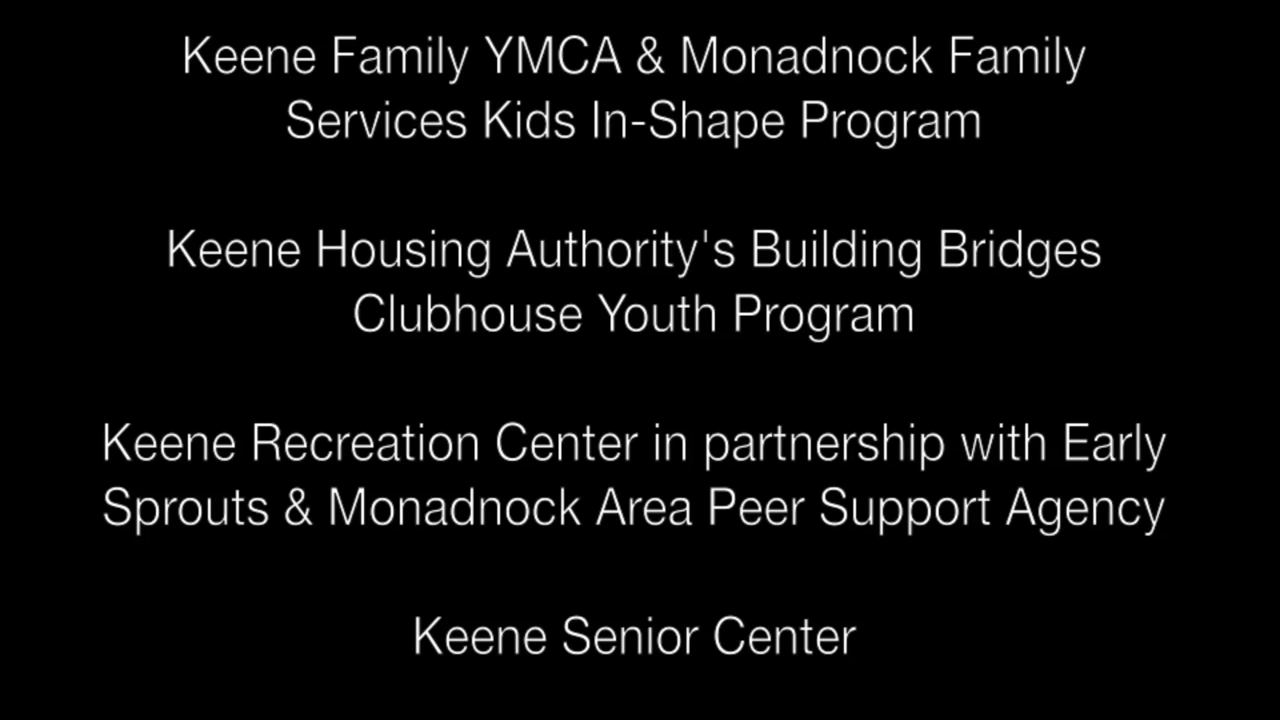 Keene Family YMCA & Monadnock Family
Services Kids In-Shape Program
Keene Housing Authority's Building Bridges
Clubhouse Youth Program
Keene Recreation Center in partnership with Early
Sprouts & Monadnock Area Peer Support Agency
Keene Senior Center